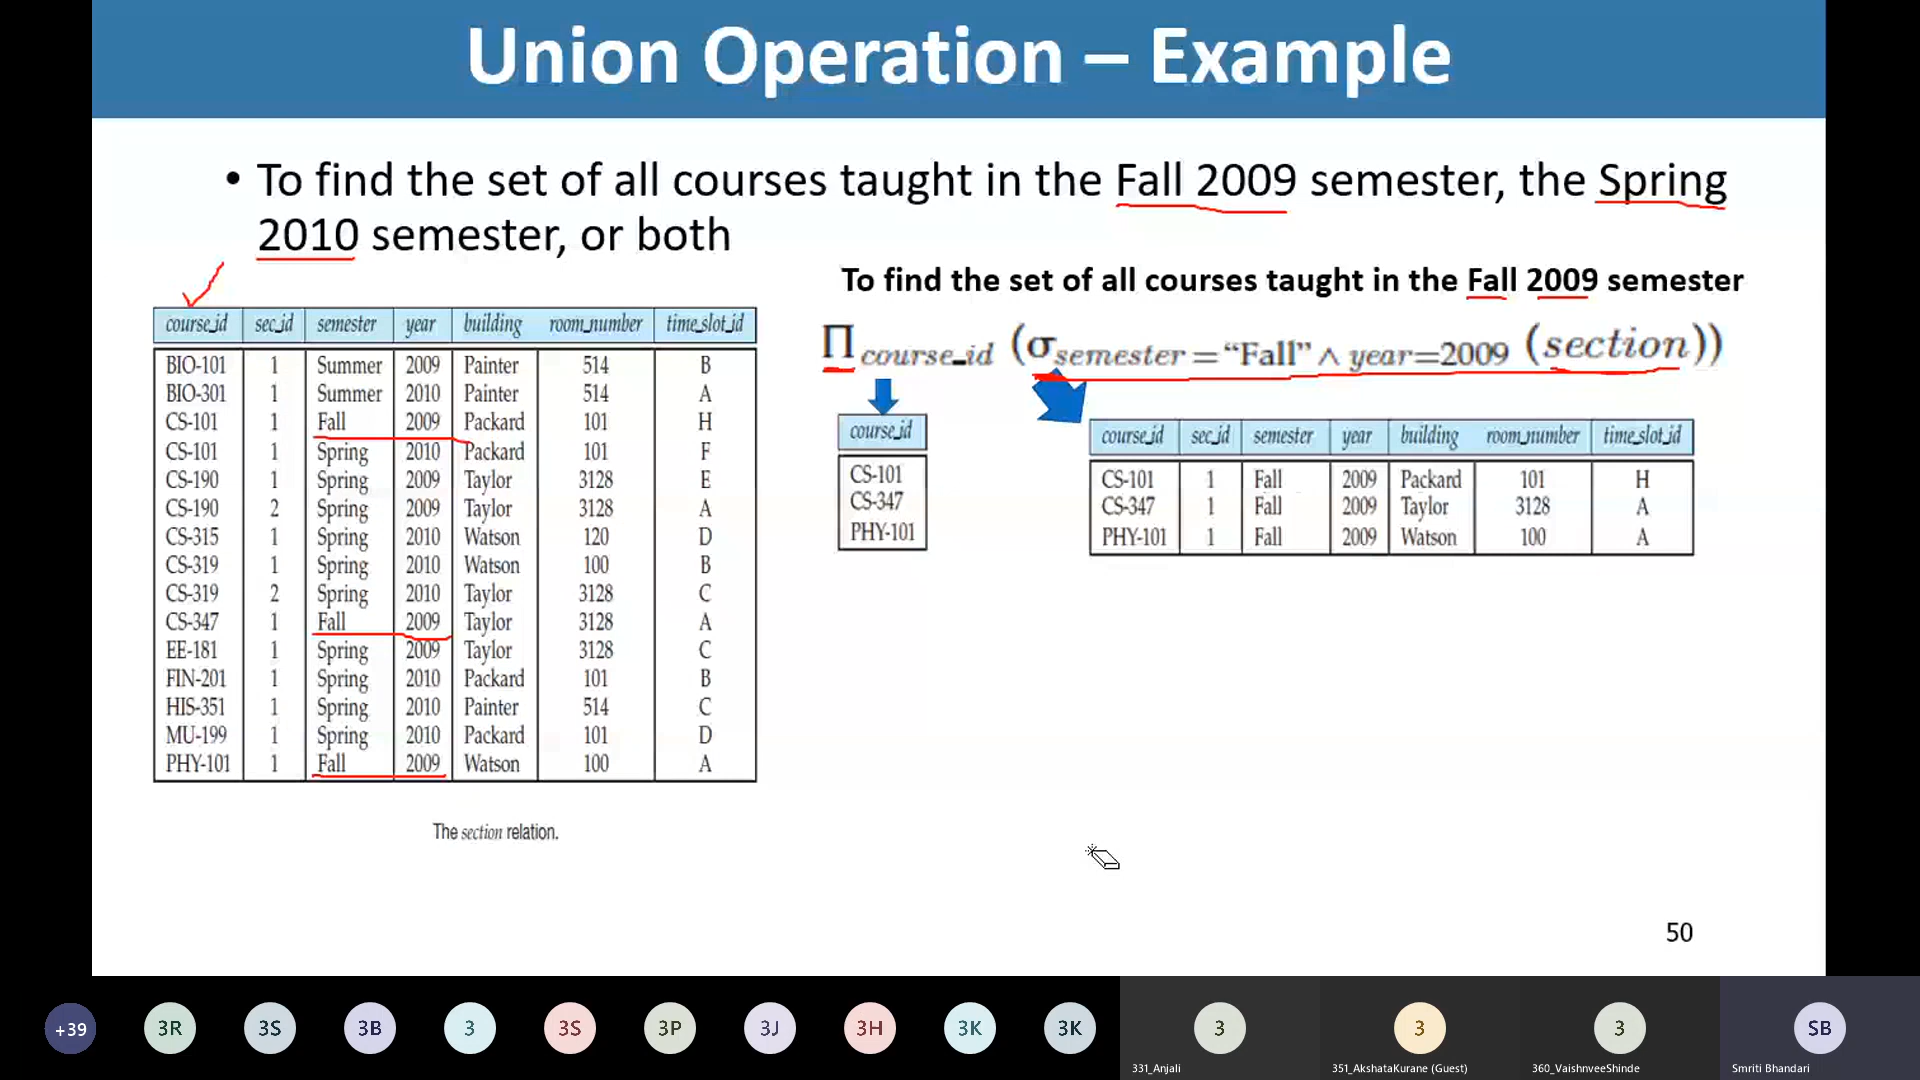 Union Operation – Example
• To find the set of all courses taught in the Fall 2009 semester, the Spring
2010 semester, or both
To find the set of all courses taught in the Fall 2009 semester
Π course_id (σ semester = “Fall” ∧ year=2009 (section))
course_id sec_id semester year building room_number time_slot_id
BIO-101 1 Summer 2009 Painter 514 B
BIO-301 1 Summer 2010 Painter 514 A
CS-101 1 Fall 2009 Packard 101 H
CS-101 1 Spring 2010 Packard 101 F
CS-190 1 Spring 2009 Taylor 3128 E
CS-190 2 Spring 2009 Taylor 3128 A
CS-315 1 Spring 2010 Watson 120 D
CS-319 1 Spring 2010 Watson 100 B
CS-319 2 Spring 2010 Taylor 3128 C
CS-347 1 Fall 2009 Taylor 3128 A
EE-181 1 Spring 2009 Taylor 3128 C
FIN-201 1 Spring 2010 Packard 101 B
HIS-351 1 Spring 2010 Painter 514 C
MU-199 1 Spring 2010 Packard 101 D
PHY-101 1 Fall 2009 Watson 100 A
The section relation.
course_id
CS-101
CS-347
PHY-101
course_id sec_id semester year building room_number time_slot_id
CS-101 1 Fall 2009 Packard 101 H
CS-347 1 Fall 2009 Taylor 3128 A
PHY-101 1 Fall 2009 Watson 100 A
50
+39 3R 3S 3B 3 3S 3P 3J 3H 3K 3K 3 3 3 SB
331_Anjali 351_AkshataKurane (Guest) 360_VaishnveeShinde Smriti Bhandari